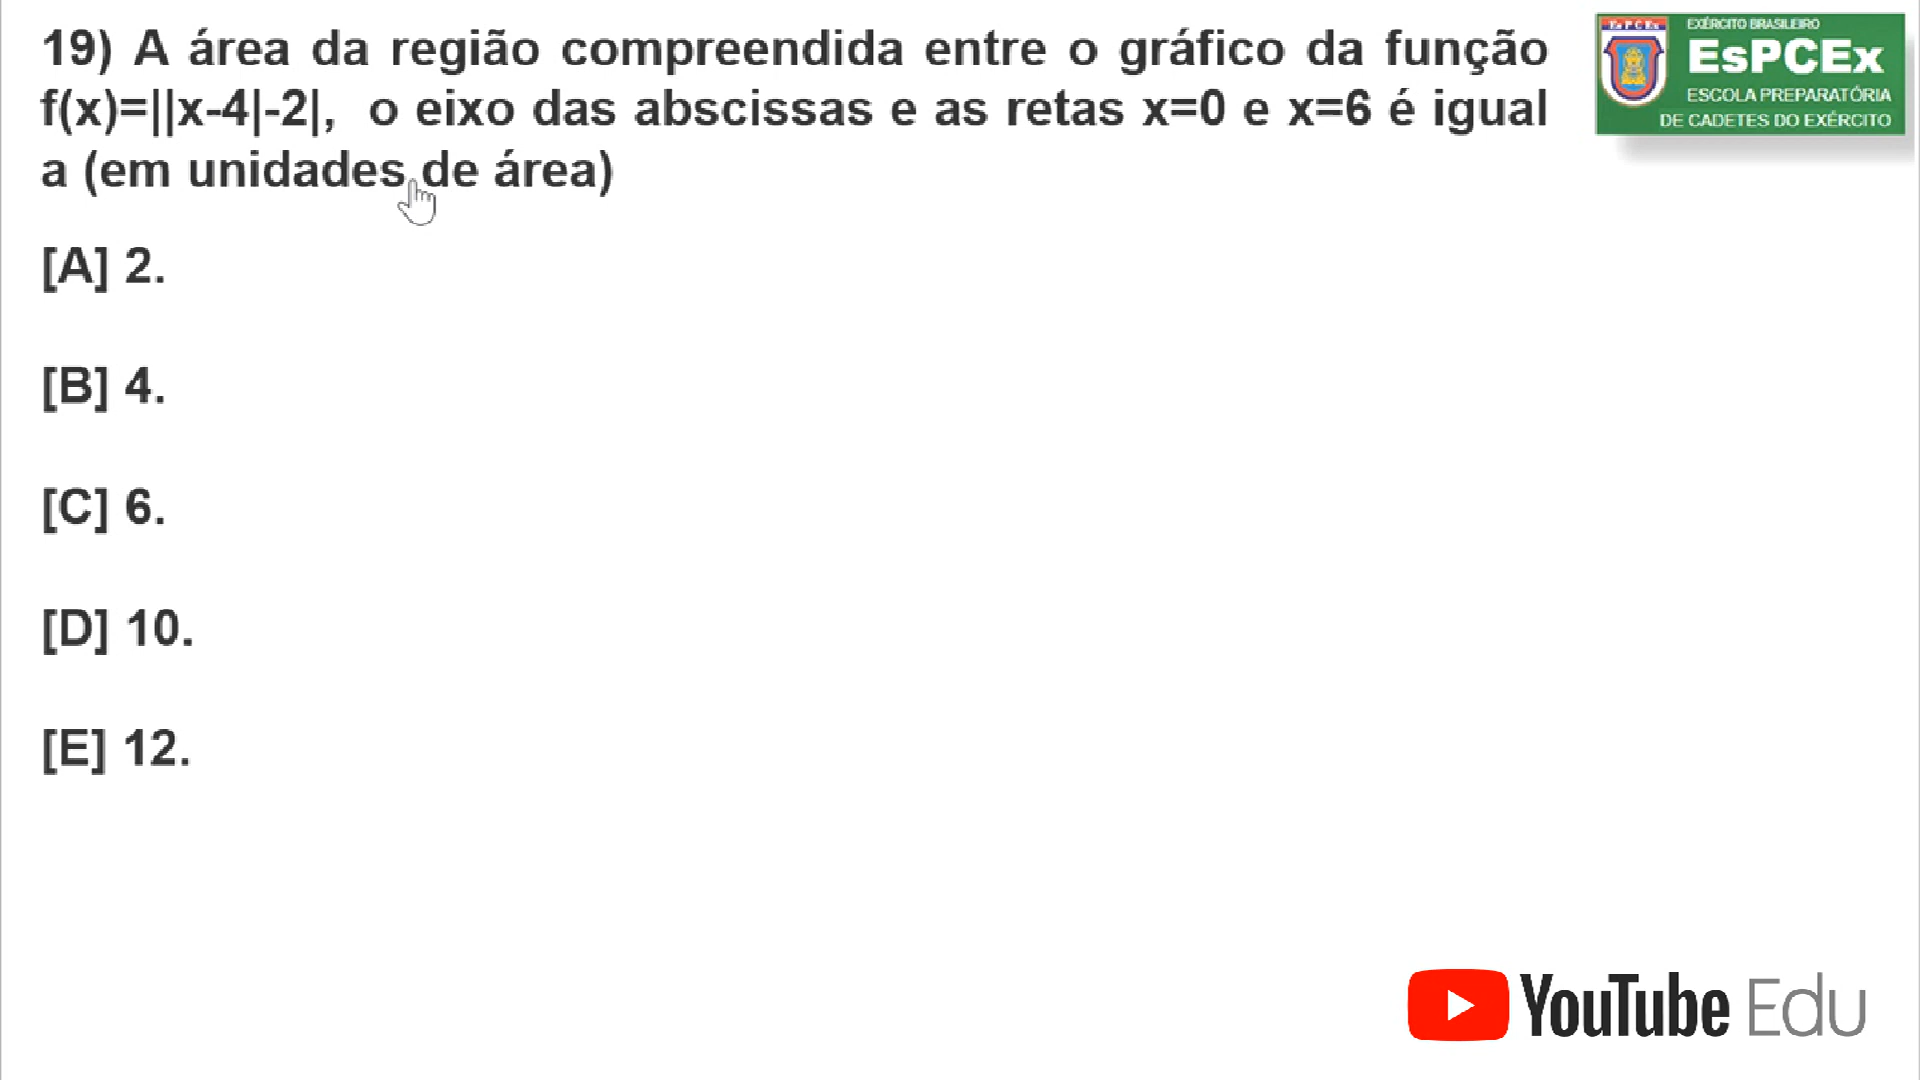 19) A área da região compreendida entre o gráfico da função
f(x)=||x-4|-2|, o eixo das abscissas e as retas x=0 e x=6 é igual
a (em unidades de área)
[A] 2.
[B] 4.
[C] 6.
[D] 10.
[E] 12.
EsPCEx
EXÉRCITO BRASILEIRO
EsPCEx
ESCOLA PREPARATÓRIA
DE CADETES DO EXÉRCITO
YouTube Edu